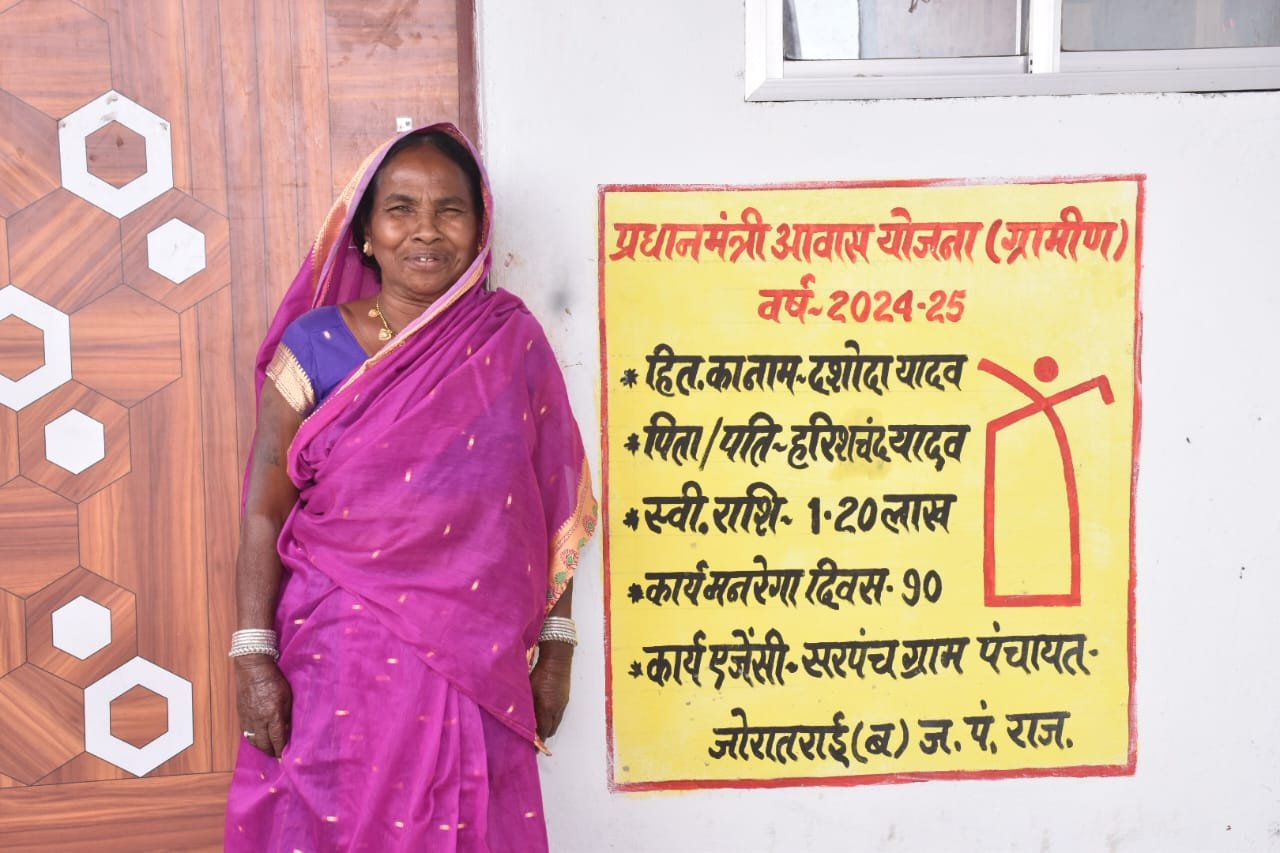 प्रधानमंत्री आवास योजना (ग्रामीण)
वर्ष~2024-25
* हित. का नाम~दशोदा यादव
* पिता/पति~हरिशचंद यादव
* स्वी. राशि~ 1.20 लाख
* कार्य मनरेगा दिवस- 90
* कार्य एजेंसी~सरपंच ग्राम पंचायत-
जोरातराई (ब) ज. पं. राज.